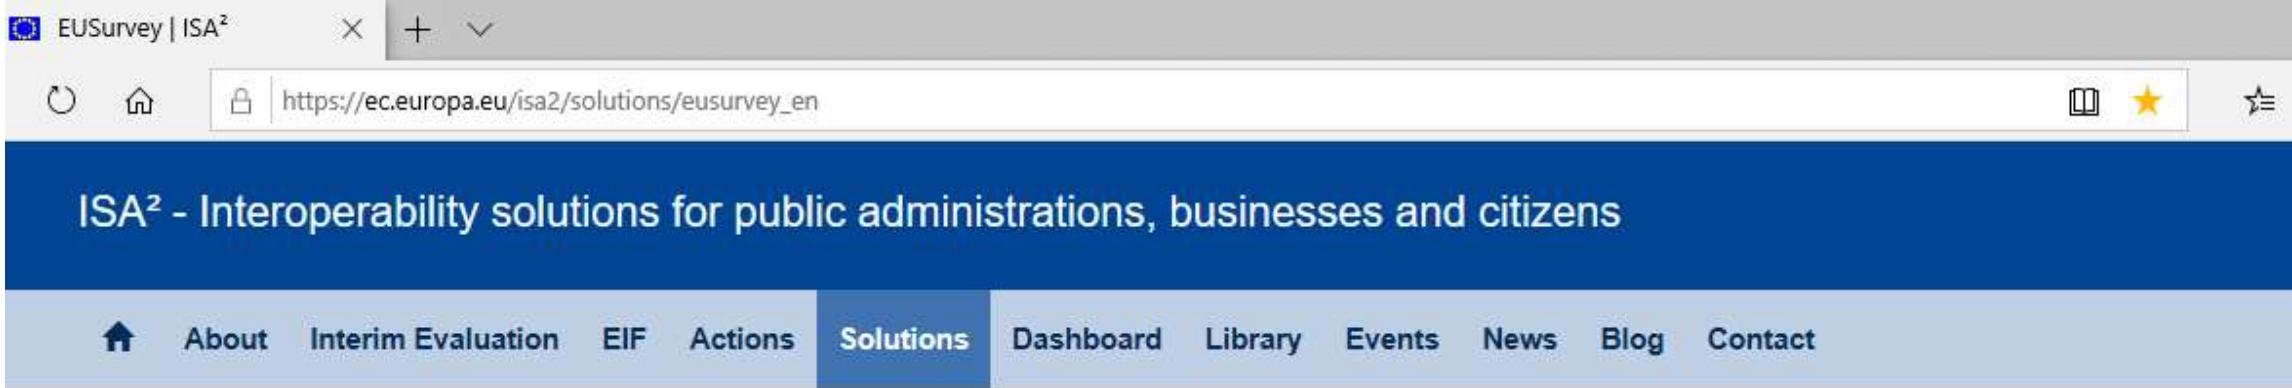 EUSurvey | ISA²
https://ec.europa.eu/isa2/solutions/eusurvey_en
ISA² - Interoperability solutions for public administrations, businesses and citizens
About Interim Evaluation EIF Actions Solutions Dashboard Library Events News Blog Contact